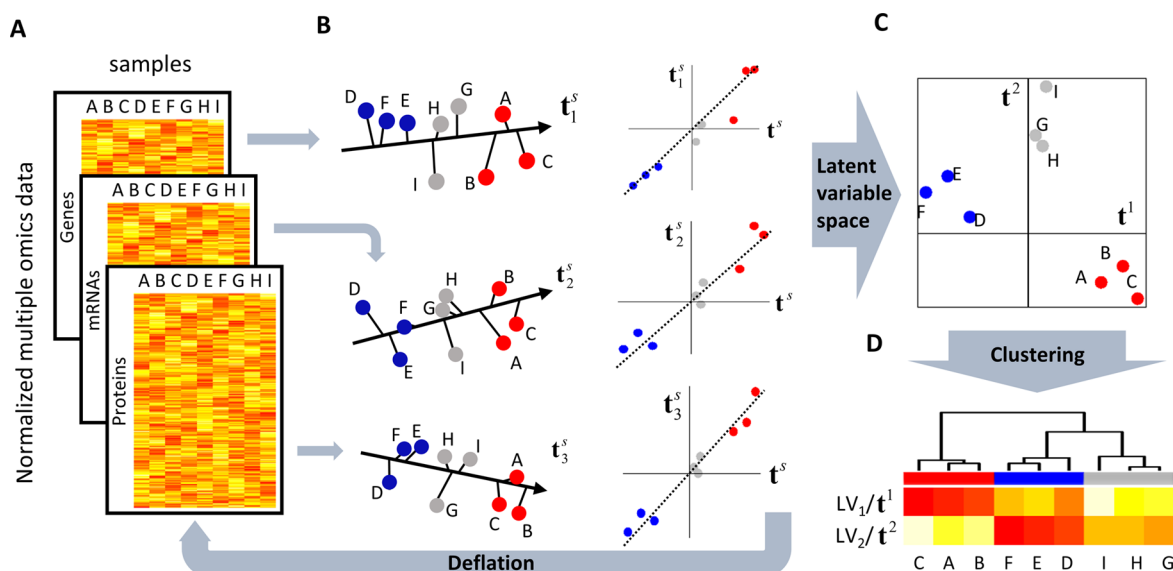 A
samples
A B C D E F G H I
Genes
A B C D E F G H I
mRNAs
A B C D E F G H I
Proteins
Normalized multiple omics data
B
D F E H G A t₁ˢ
I B C
t₁ˢ
tˢ
D F G H B t₂ˢ
E I A C
t₂ˢ
tˢ
F E H I A t₃ˢ
D G C B
t₃ˢ
tˢ
Deflation
Latent
variable
space
C
t² I
G
H
E
F D
t¹
B
A C
D
Clustering
LV₁/t¹
LV₂/t²
C A B F E D I H G